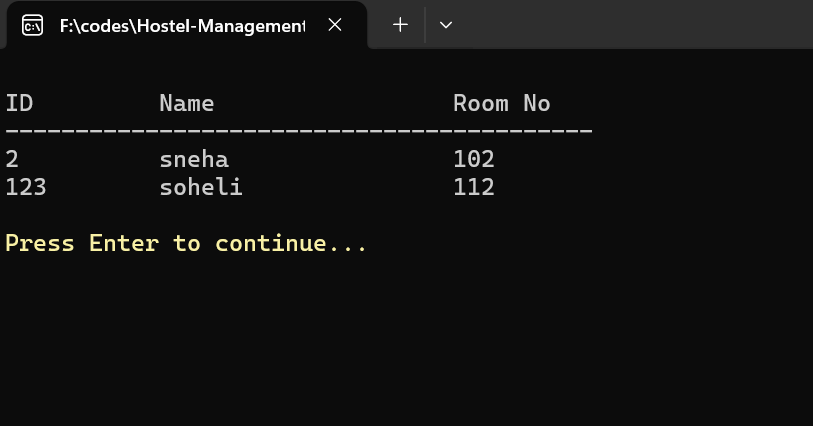 F:\codes\Hostel-Management
ID Name Room No
------------------------------------------
2 sneha 102
123 soheli 112
Press Enter to continue...